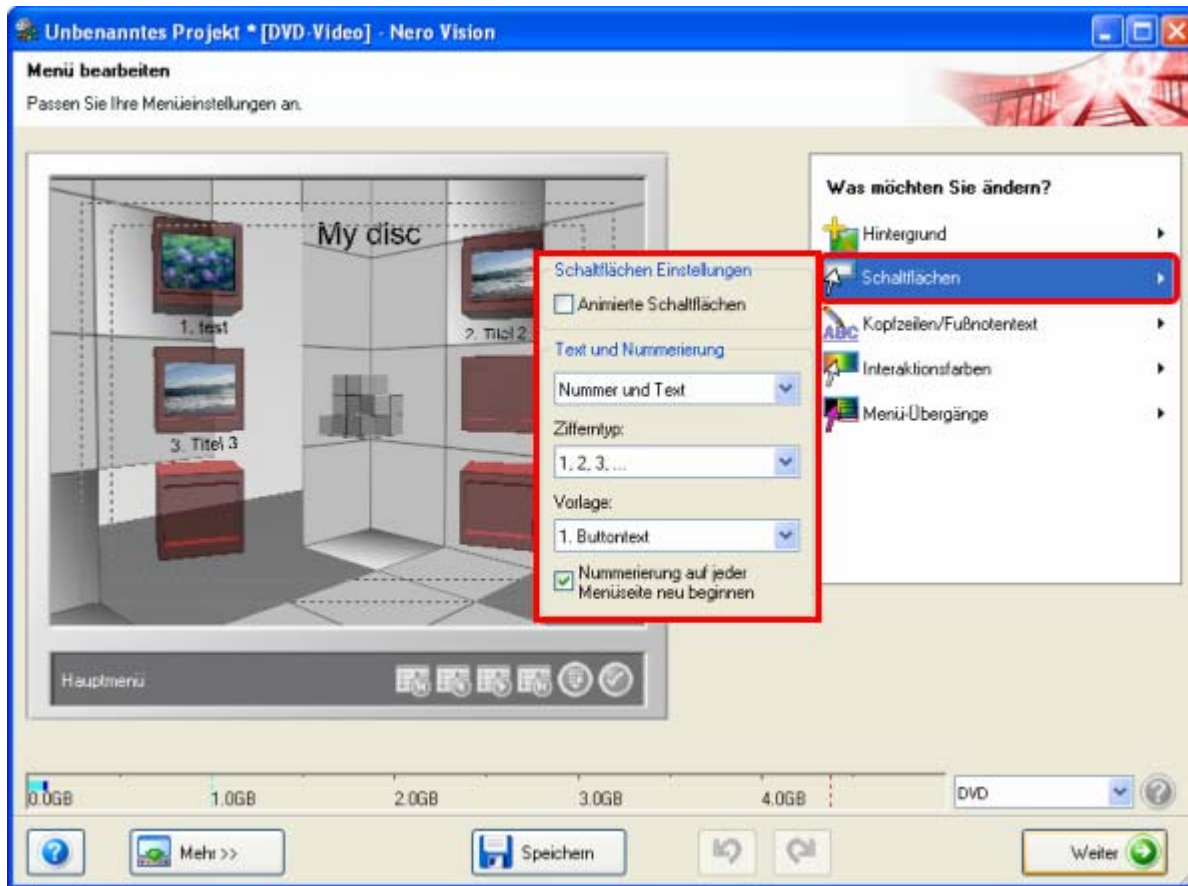 Unbenanntes Projekt * [DVD-Video] - Nero Vision
Menü bearbeiten
Passen Sie Ihre Menüeinstellungen an.
My disc
1. test
2. Titel 2
3. Titel 3
Hauptmenü
Schaltflächen Einstellungen
Animierte Schaltflächen
Text und Nummerierung
Nummer und Text
Zifferntyp:
1, 2, 3, ...
Vorlage:
1. Buttontext
Nummerierung auf jeder
Menüseite neu beginnen
Was möchten Sie ändern?
Hintergrund
Schaltflächen
ABC
Kopfzeilen/Fußnotentext
Interaktionsfarben
Menü-Übergänge
0.0GB
1.0GB
2.0GB
3.0GB
4.0GB
DVD
Mehr >>
Speichern
Weiter